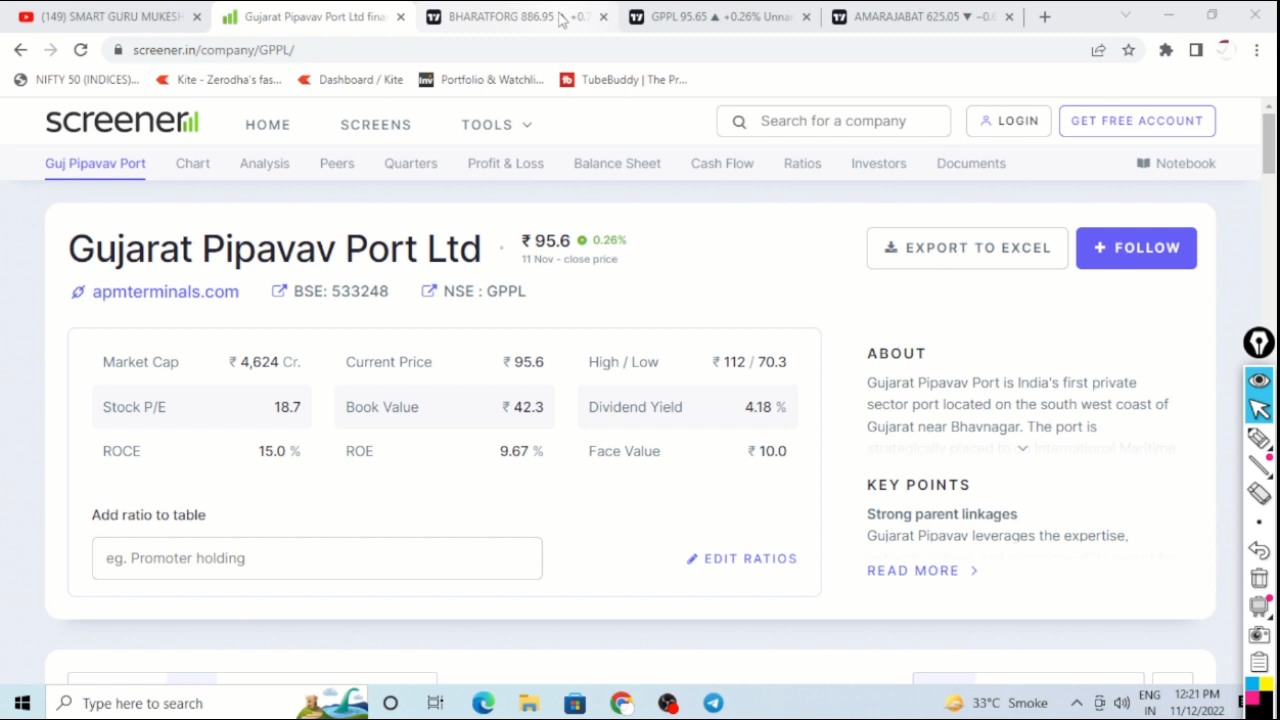 (149) SMART GURU MUKESH
Gujarat Pipavav Port Ltd fina
BHARATFORG 886.95 +0.7
GPPL 95.65 ▲ +0.26% Unna
AMARAJABAT 625.05 ▼ −0.
screener.in/company/GPPL/
NIFTY 50 (INDICES)...
Kite - Zerodha's fas...
Dashboard / Kite
Inv
Portfolio & Watchli...
TubeBuddy | The Pr...
screener
HOME
SCREENS
TOOLS
Search for a company
LOGIN
GET FREE ACCOUNT
Guj Pipavav Port
Chart
Analysis
Peers
Quarters
Profit & Loss
Balance Sheet
Cash Flow
Ratios
Investors
Documents
Notebook
Gujarat Pipavav Port Ltd
₹ 95.6 0.26%
11 Nov - close price
EXPORT TO EXCEL
+ FOLLOW
apmterminals.com
BSE: 533248
NSE : GPPL
Market Cap ₹ 4,624 Cr.
Current Price ₹ 95.6
High / Low ₹ 112 / 70.3
Stock P/E 18.7
Book Value ₹ 42.3
Dividend Yield 4.18 %
ROCE 15.0 %
ROE 9.67 %
Face Value ₹ 10.0
Add ratio to table
eg. Promoter holding
EDIT RATIOS
ABOUT
Gujarat Pipavav Port is India's first private
sector port located on the south west coast of
Gujarat near Bhavnagar. The port is
strategically placed to International Maritime
KEY POINTS
Strong parent linkages
Gujarat Pipavav leverages the expertise,
READ MORE
Type here to search
33°C Smoke
ENG
IN
12:21 PM
11/12/2022